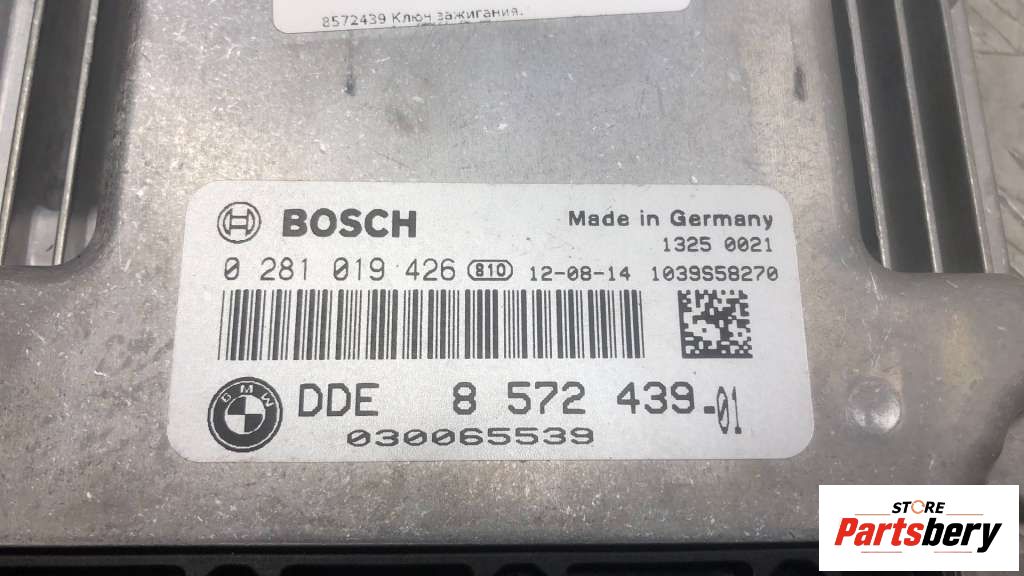 8572439 Ключ зажигания.
BOSCH
Made in Germany
1325 0021
0 281 019 426 810 12-08-14 1039S58270
BMW
DDE 8 572 439-01
030065539
STORE
Partsbery